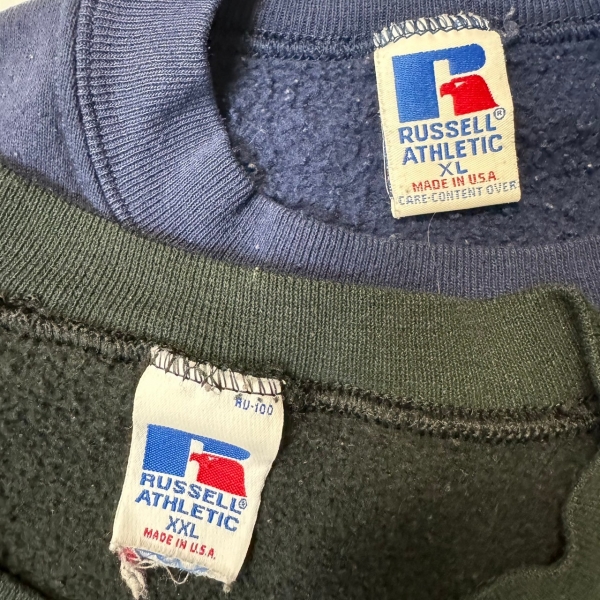 RUSSELL®
ATHLETIC
XL
MADE IN U.S.A.
CARE-CONTENT OVER
RU-100
RUSSELL®
ATHLETIC
XXL
MADE IN U.S.A.